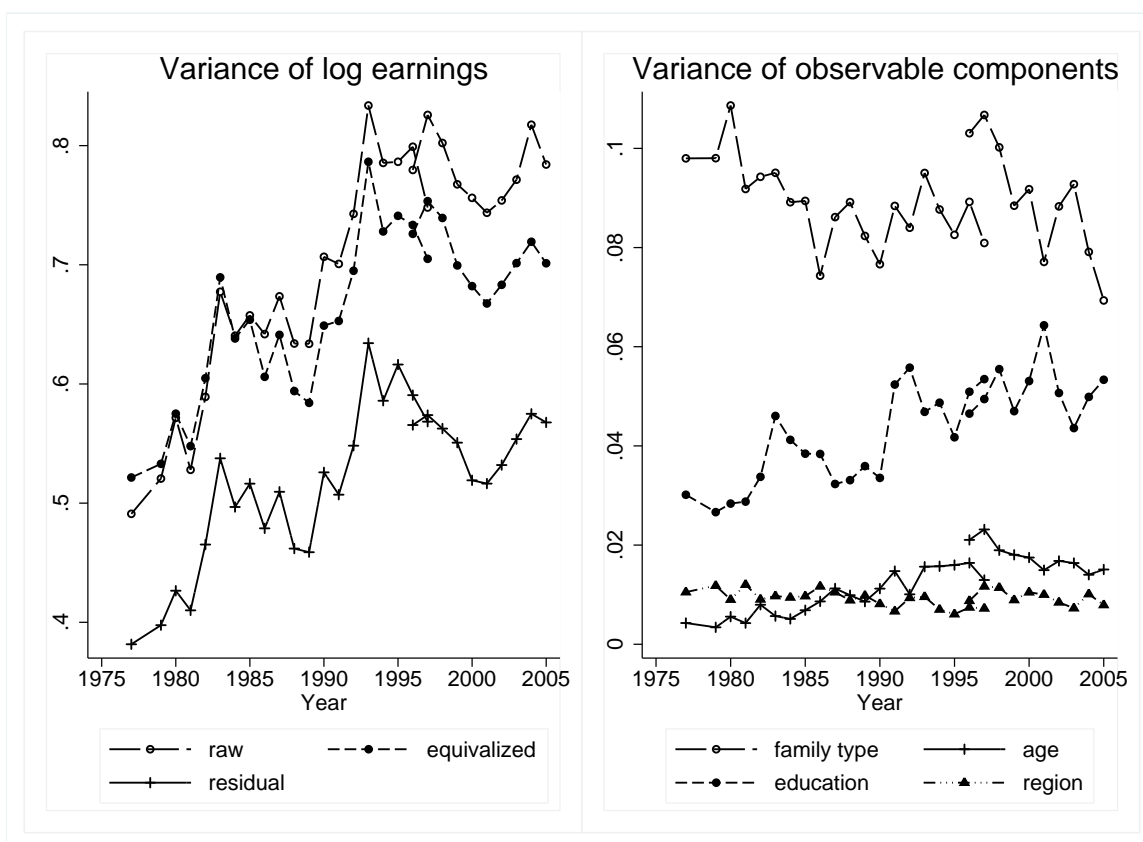 Variance of log earnings
.8
.7
.6
.5
.4
1975 1980 1985 1990 1995 2000 2005
Year
raw equivalized
residual
Variance of observable components
.1
.08
.06
.04
.02
0
1975 1980 1985 1990 1995 2000 2005
Year
family type age
education region